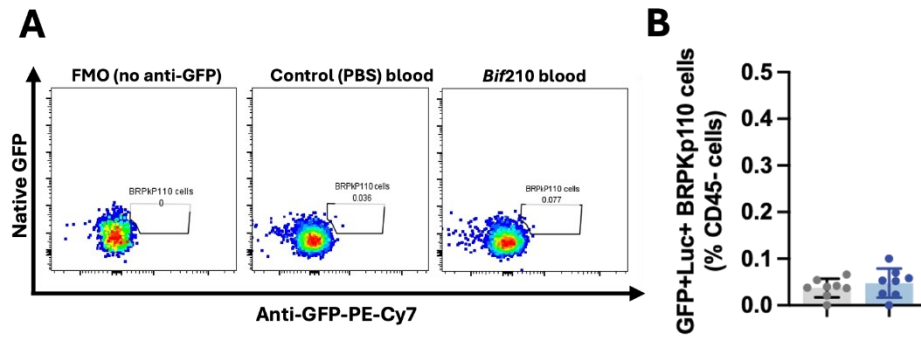 A
B
FMO (no anti-GFP)
Control (PBS) blood
Bif210 blood
Native GFP
BRPkP110 cells
0
BRPkP110 cells
0.036
BRPkP110 cells
0.077
Anti-GFP-PE-Cy7
GFP+Luc+ BRPKp110 cells
(% CD45- cells)
0.5
0.4
0.3
0.2
0.1
0.0